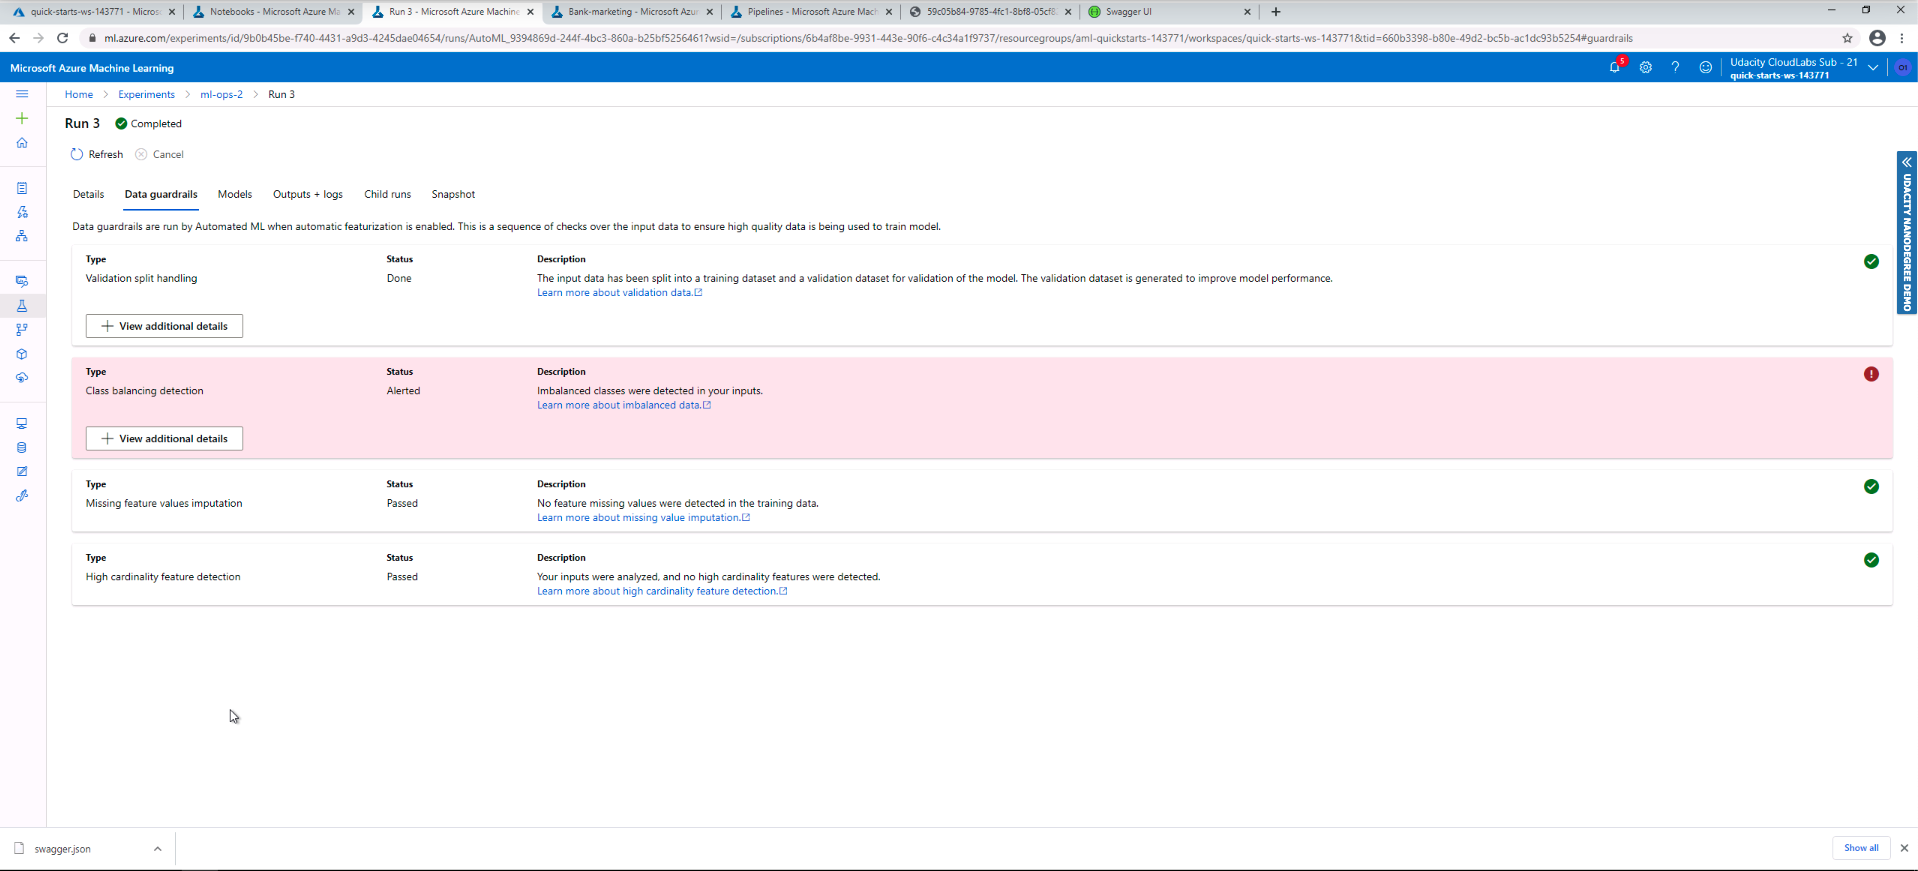 quick-starts-ws-143771 - Micros
Notebooks - Microsoft Azure Ma
Run 3 - Microsoft Azure Machine
Bank-marketing - Microsoft Azur
Pipelines - Microsoft Azure Mach
59c05b84-9785-4fc1-8bf8-05cf8
Swagger UI
ml.azure.com/experiments/id/9b0b45be-f740-4431-a9d3-4245dae04654/runs/AutoML_9394869d-244f-4bc3-860a-b25bf5256461?wsid=/subscriptions/6b4af8be-9931-443e-90f6-c4c34a1f9737/resourcegroups/aml-quickstarts-143771/workspaces/quick-starts-ws-143771&tid=660b3398-b80e-49d2-bc5b-ac1dc93b5254#guardrails
Microsoft Azure Machine Learning
5
Udacity CloudLabs Sub - 21
quick-starts-ws-143771
Home > Experiments > ml-ops-2 > Run 3
Run 3 Completed
Refresh Cancel
Details Data guardrails Models Outputs + logs Child runs Snapshot
Data guardrails are run by Automated ML when automatic featurization is enabled. This is a sequence of checks over the input data to ensure high quality data is being used to train model.
Type Status Description
Validation split handling Done The input data has been split into a training dataset and a validation dataset for validation of the model. The validation dataset is generated to improve model performance.
Learn more about validation data.
View additional details
Type Status Description
Class balancing detection Alerted Imbalanced classes were detected in your inputs.
Learn more about imbalanced data.
View additional details
Type Status Description
Missing feature values imputation Passed No feature missing values were detected in the training data.
Learn more about missing value imputation.
Type Status Description
High cardinality feature detection Passed Your inputs were analyzed, and no high cardinality features were detected.
Learn more about high cardinality feature detection.
UDACITY NANODEGREE DEMO
swagger.json
Show all